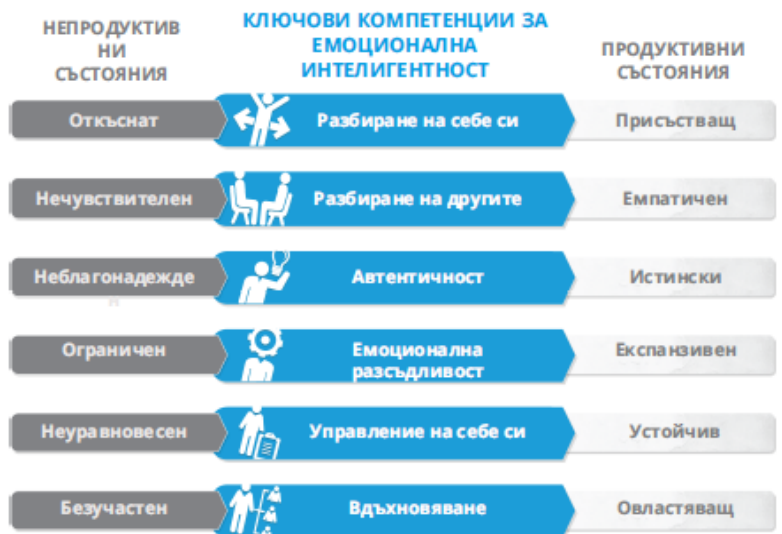 НЕПРОДУКТИВ
НИ
СЪСТОЯНИЯ
КЛЮЧОВИ КОМПЕТЕНЦИИ ЗА
ЕМОЦИОНАЛНА
ИНТЕЛИГЕНТНОСТ
ПРОДУКТИВНИ
СЪСТОЯНИЯ
Откъснат
Разбиране на себе си
Присъстващ
Нечувствителен
Разбиране на другите
Емпатичен
Неблагонадежде
н
Автентичност
Истински
Ограничен
Емоционална
разсъдливост
Експанзивен
Неуравновесен
Управление на себе си
Устойчив
Безучастен
Вдъхновяване
Овластяващ